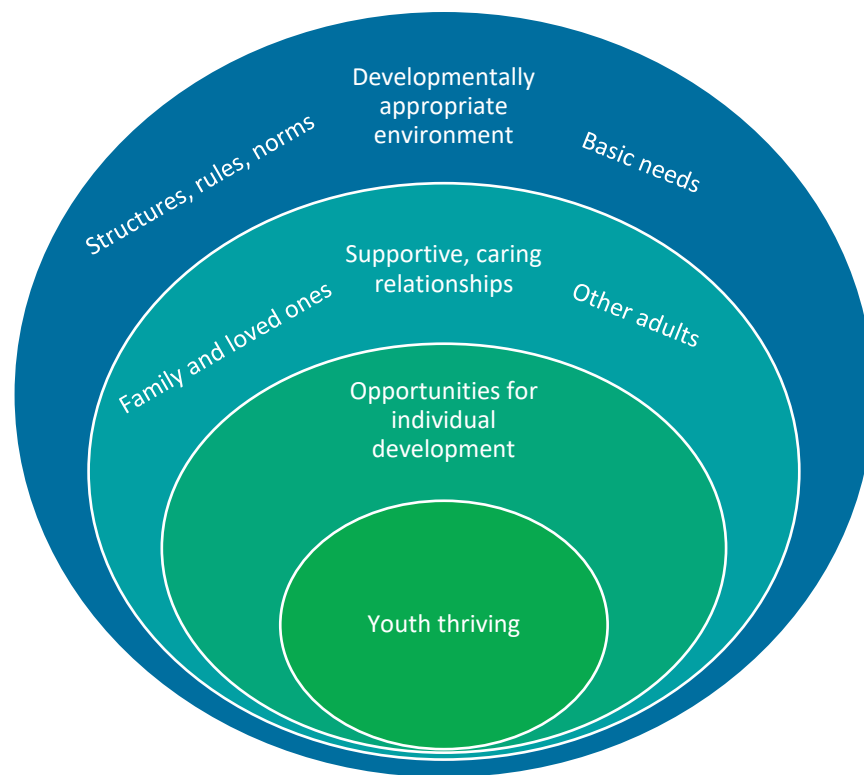 Developmentally
appropriate
environment
Structures, rules, norms
Basic needs
Supportive, caring
relationships
Family and loved ones
Other adults
Opportunities for
individual
development
Youth thriving